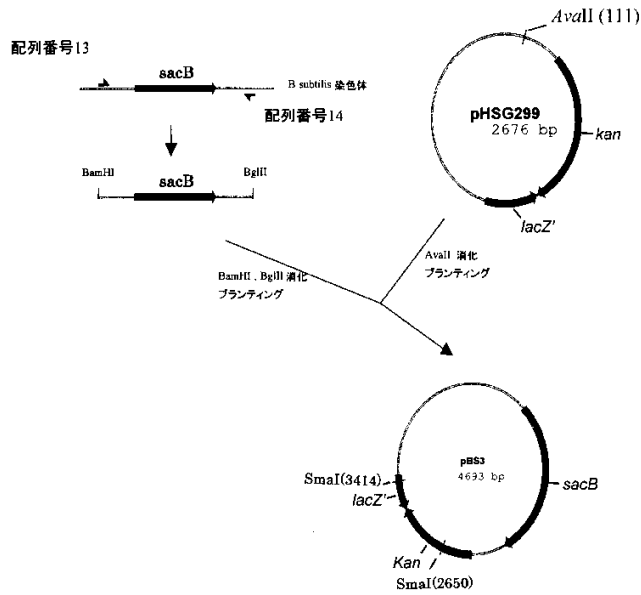 配列番号13
sacB
B subtilis 染色体
配列番号14
BamHI
sacB
BglII
AvaII (111)
pHSG299
2676 bp
kan
lacZ'
BamHI , BglII 消化
ブランティング
AvaII 消化
ブランティング
pBS3
4693 bp
SmaI(3414)
lacZ'
sacB
Kan
SmaI(2650)